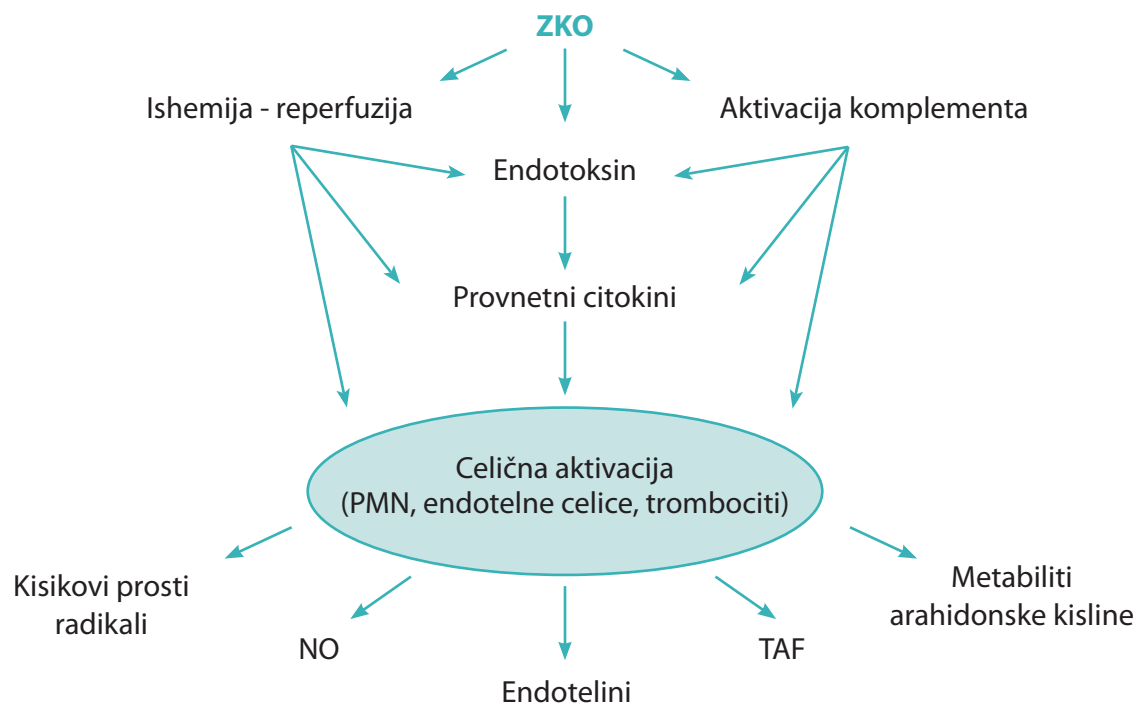 ZKO
Ishemija - reperfuzija
Aktivacija komplementa
Endotoksin
Provnetni citokini
Celična aktivacija
(PMN, endotelne celice, trombociti)
Kisikovi prosti
radikali
NO
Endotelini
TAF
Metabiliti
arahidonske kisline